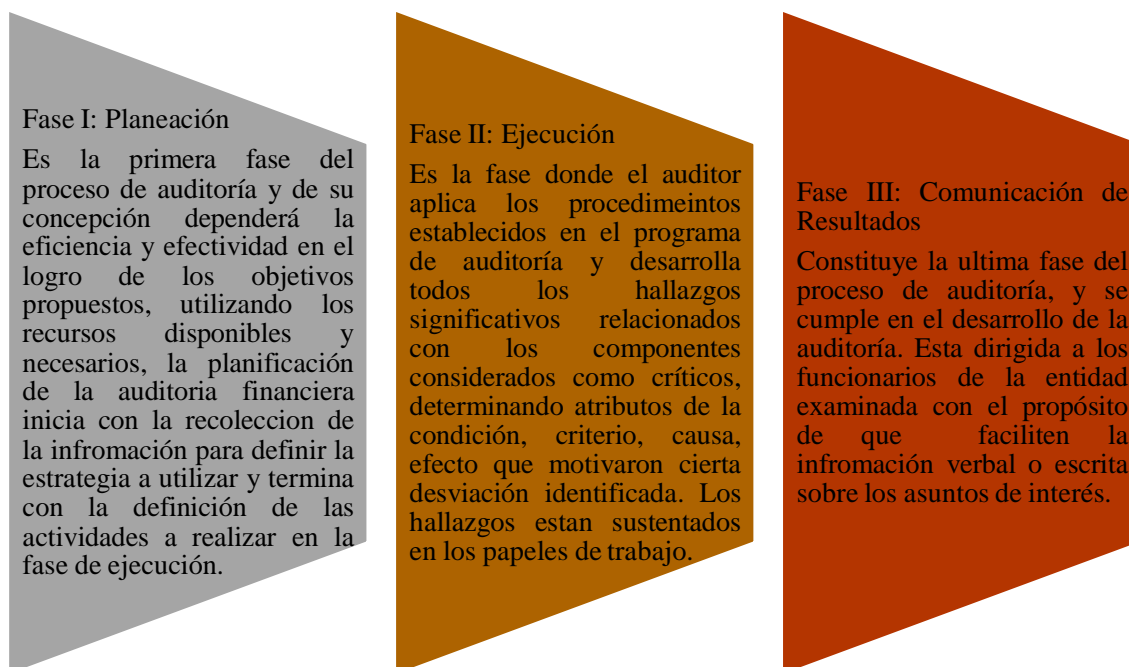 Fase I: Planeación
Es la primera fase del
proceso de auditoría y de su
concepción dependerá la
eficiencia y efectividad en el
logro de los objetivos
propuestos, utilizando los
recursos disponibles y
necesarios, la planificación
de la auditoria financiera
inicia con la recoleccion de
la infromación para definir la
estrategia a utilizar y termina
con la definición de las
actividades a realizar en la
fase de ejecución.
Fase II: Ejecución
Es la fase donde el auditor
aplica los procedimeintos
establecidos en el programa
de auditoría y desarrolla
todos los hallazgos
significativos relacionados
con los componentes
considerados como críticos,
determinando atributos de la
condición, criterio, causa,
efecto que motivaron cierta
desviación identificada. Los
hallazgos estan sustentados
en los papeles de trabajo.
Fase III: Comunicación de
Resultados
Constituye la ultima fase del
proceso de auditoría, y se
cumple en el desarrollo de la
auditoría. Esta dirigida a los
funcionarios de la entidad
examinada con el propósito
de que faciliten la
infromación verbal o escrita
sobre los asuntos de interés.